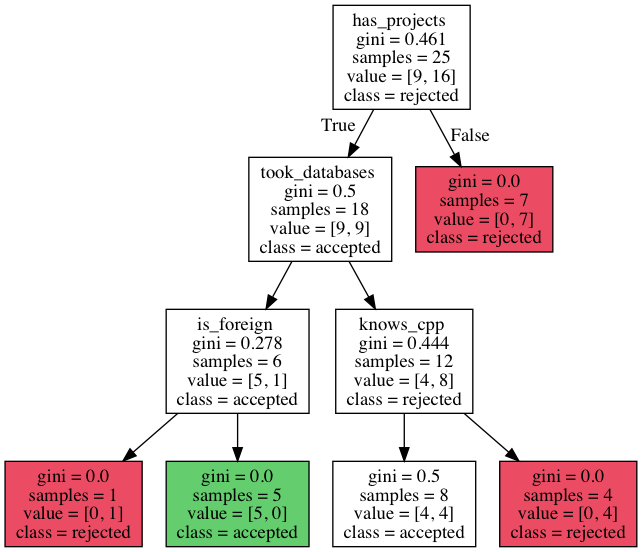 has_projects
gini = 0.461
samples = 25
value = [9, 16]
class = rejected
True
False
took_databases
gini = 0.5
samples = 18
value = [9, 9]
class = accepted
gini = 0.0
samples = 7
value = [0, 7]
class = rejected
is_foreign
gini = 0.278
samples = 6
value = [5, 1]
class = accepted
knows_cpp
gini = 0.444
samples = 12
value = [4, 8]
class = rejected
gini = 0.0
samples = 1
value = [0, 1]
class = rejected
gini = 0.0
samples = 5
value = [5, 0]
class = accepted
gini = 0.5
samples = 8
value = [4, 4]
class = accepted
gini = 0.0
samples = 4
value = [0, 4]
class = rejected